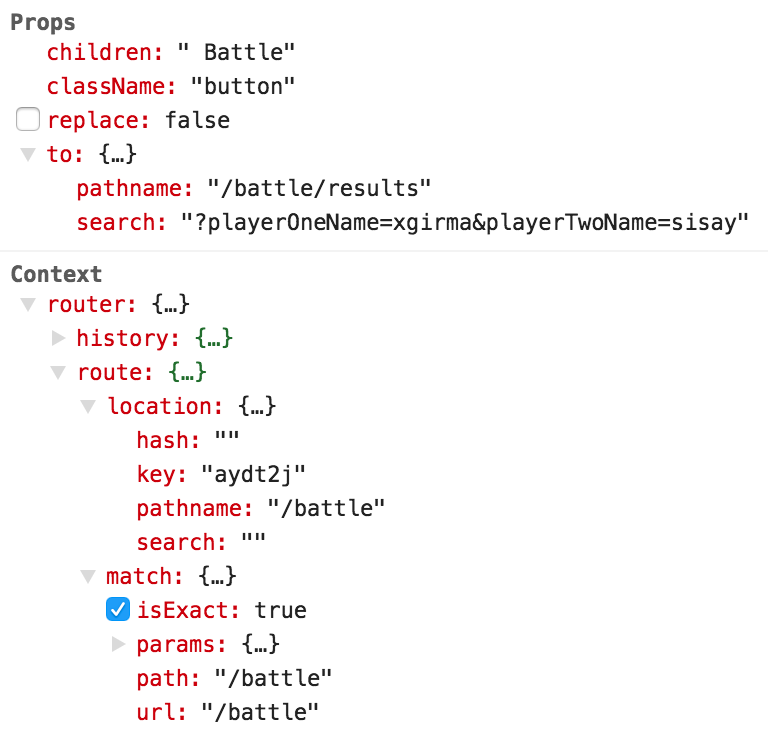 Props
children: " Battle"
className: "button"
replace: false
to: {…}
pathname: "/battle/results"
search: "?playerOneName=xgirma&playerTwoName=sisay"
Context
router: {…}
history: {…}
route: {…}
location: {…}
hash: ""
key: "aydt2j"
pathname: "/battle"
search: ""
match: {…}
isExact: true
params: {…}
path: "/battle"
url: "/battle"